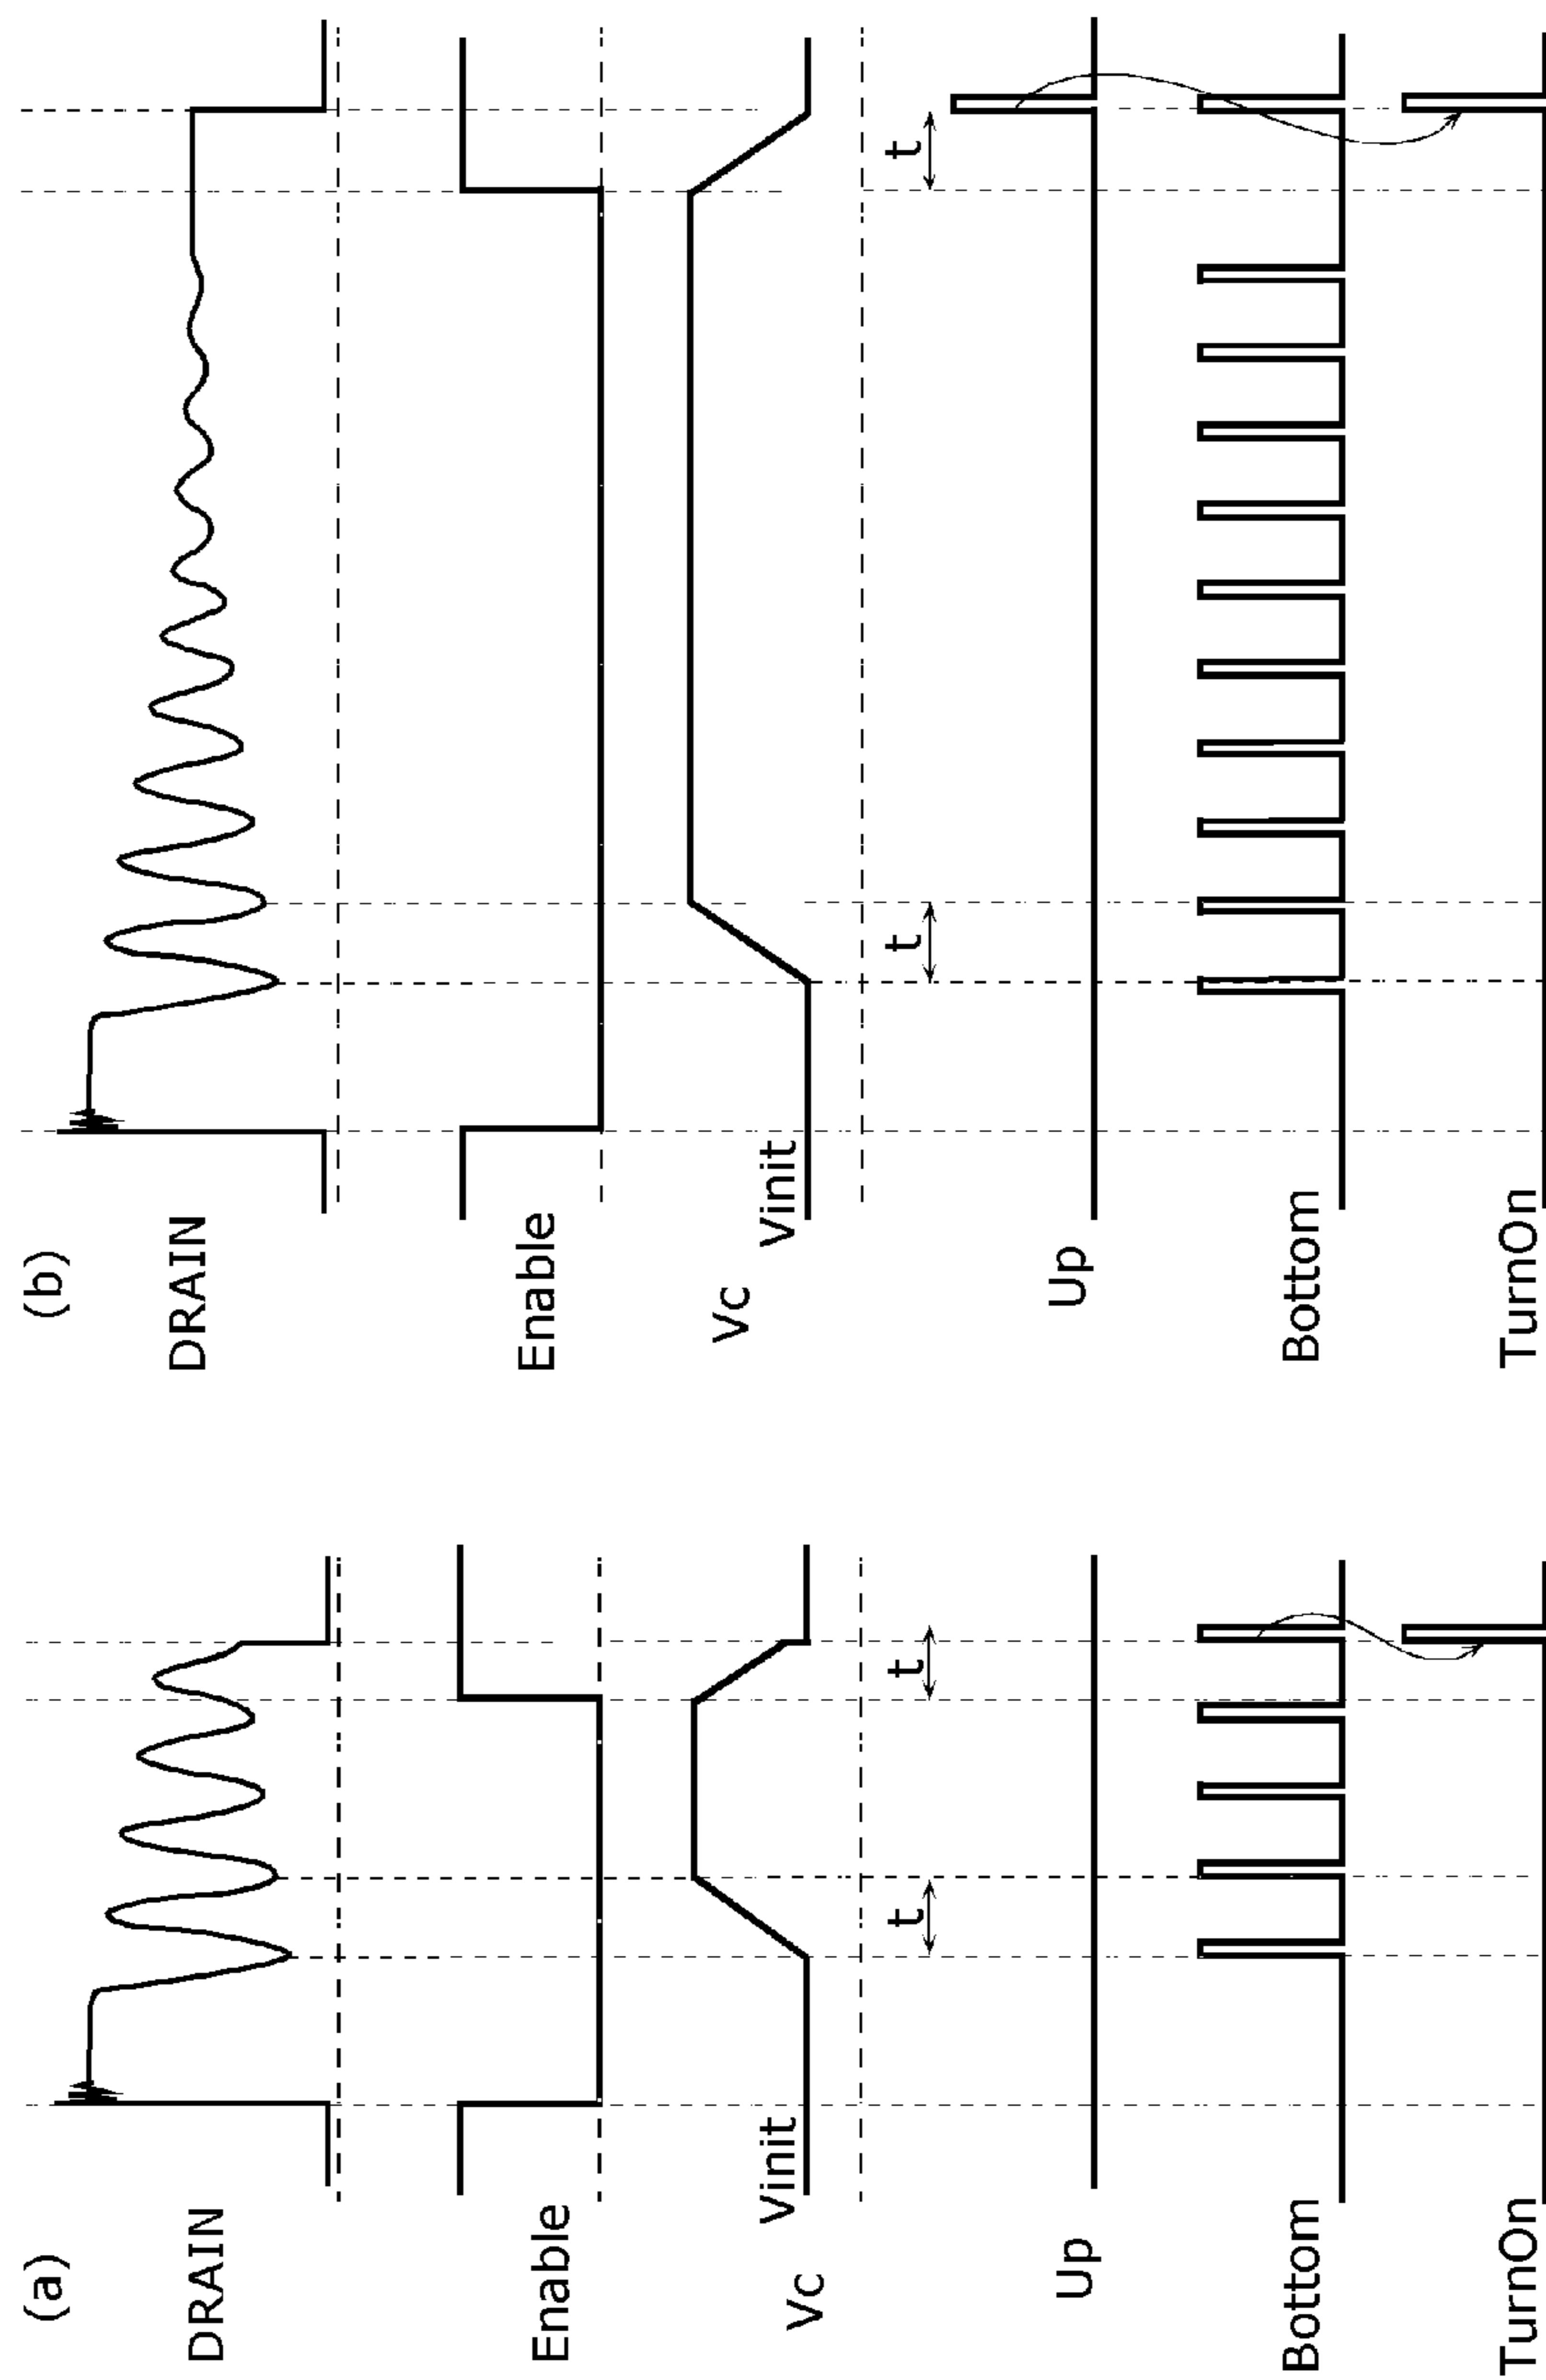 (a)
DRAIN
Enable
Vinit
Vc
t
t
Up
Bottom
TurnOn
(b)
DRAIN
Enable
Vinit
Vc
t
t
Up
Bottom
TurnOn